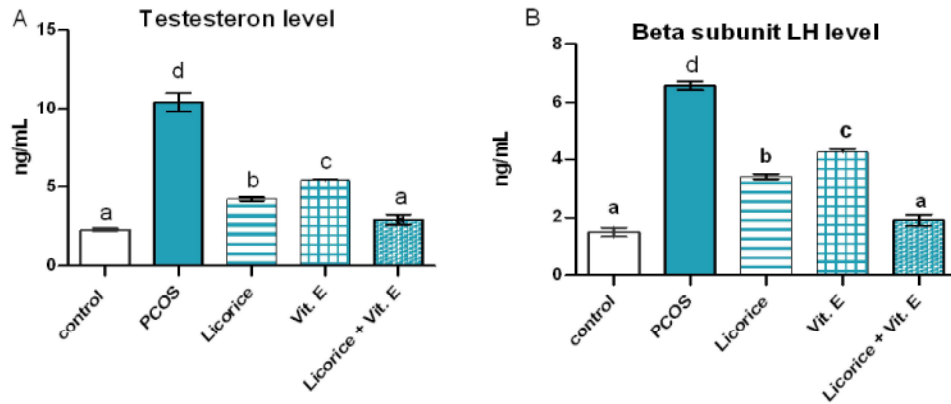 A
Testesteron level
15
10
5
0
ng/mL
a
d
b
c
a
control
PCOS
Licorice
Vit. E
Licorice + Vit. E
B
Beta subunit LH level
8
6
4
2
0
ng/mL
a
d
b
c
a
control
PCOS
Licorice
Vit. E
Licorice + Vit. E